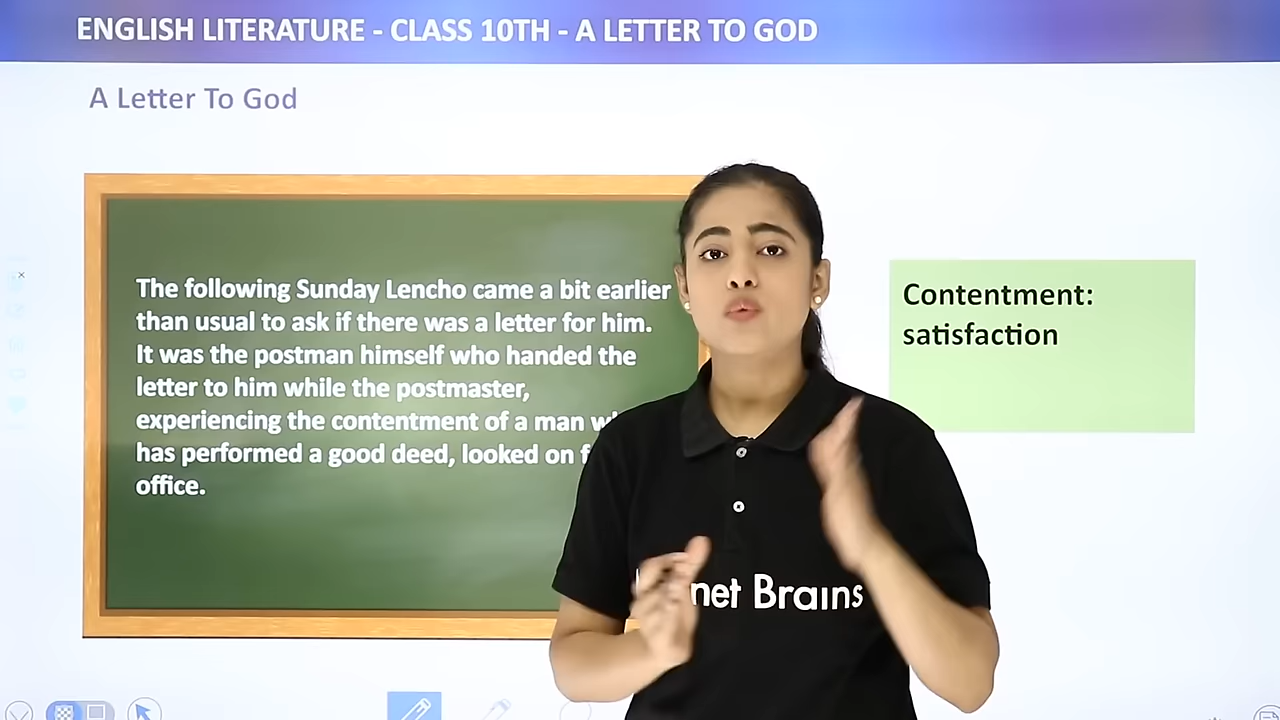 ENGLISH LITERATURE - CLASS 10TH - A LETTER TO GOD
A Letter To God
The following Sunday Lencho came a bit earlier
than usual to ask if there was a letter for him.
It was the postman himself who handed the
letter to him while the postmaster,
experiencing the contentment of a man
has performed a good deed, looked on
office.
Contentment:
satisfaction
net Brains